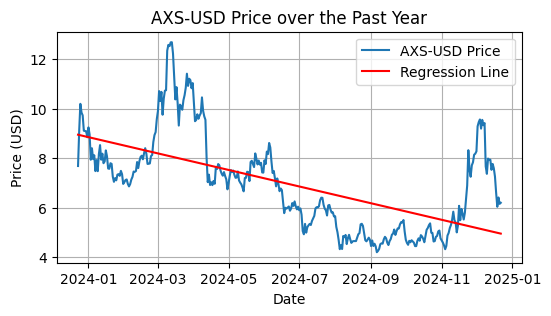 AXS-USD Price over the Past Year
AXS-USD Price
Regression Line
Price (USD)
12
10
8
6
4
2024-01
2024-03
2024-05
2024-07
2024-09
2024-11
2025-01
Date